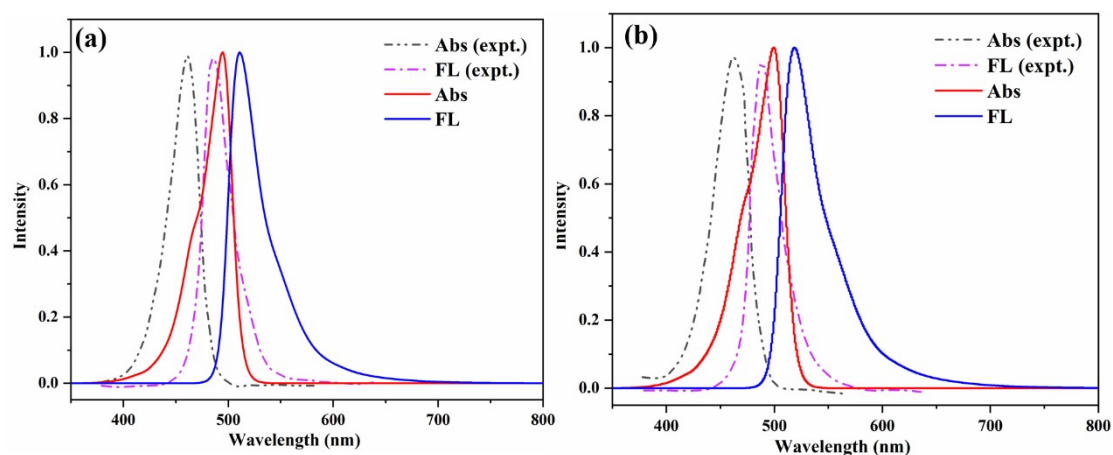 (a)
Abs (expt.)
FL (expt.)
Abs
FL
1.0
0.8
0.6
0.4
0.2
0.0
Intensity
400
500
600
700
800
Wavelength (nm)
(b)
Abs (expt.)
FL (expt.)
Abs
FL
1.0
0.8
0.6
0.4
0.2
0.0
Intensity
400
500
600
700
800
Wavelength (nm)